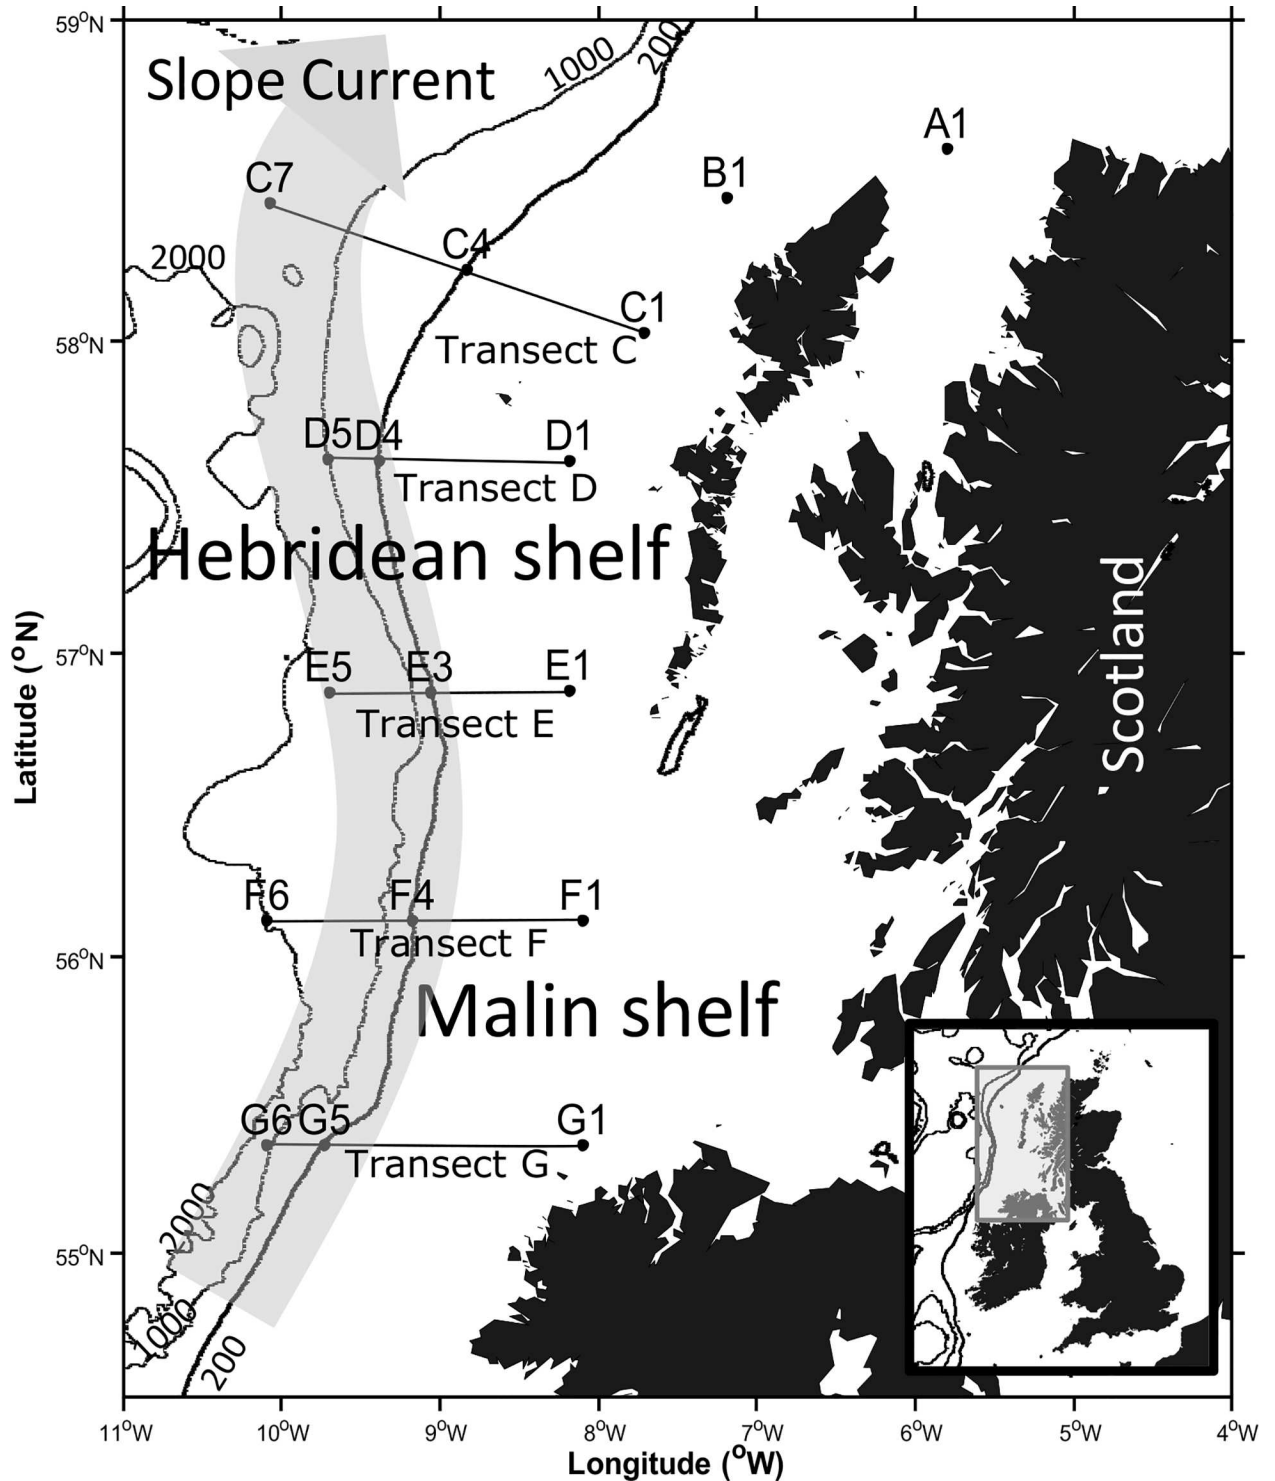 59°N
1000
200
Slope Current
A1
B1
C7
C4
2000
C1
58°N
Transect C
D5
D4
D1
Transect D
Hebridean shelf
Scotland
57°N
E5
E3
E1
Transect E
Latitude (°N)
F6
F4
F1
Transect F
56°N
Malin shelf
G6
G5
G1
Transect G
2000
55°N
1000
200
11°W
10°W
9°W
8°W
7°W
6°W
5°W
4°W
Longitude (°W)